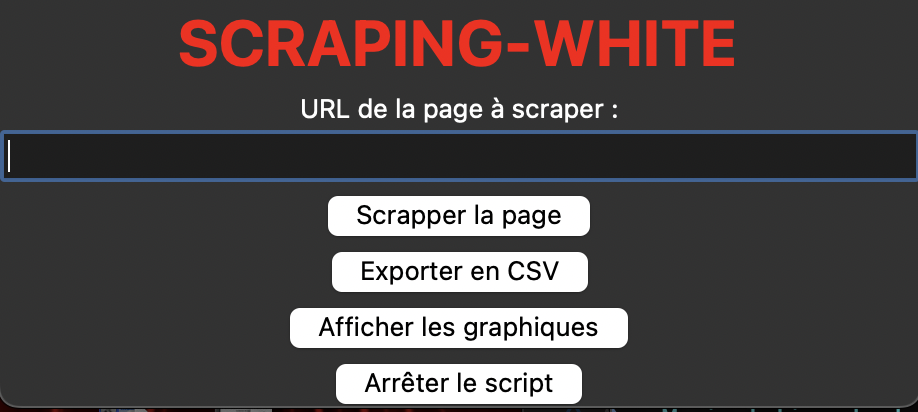 SCRAPING-WHITE
URL de la page à scraper :
Scrapper la page
Exporter en CSV
Afficher les graphiques
Arrêter le script